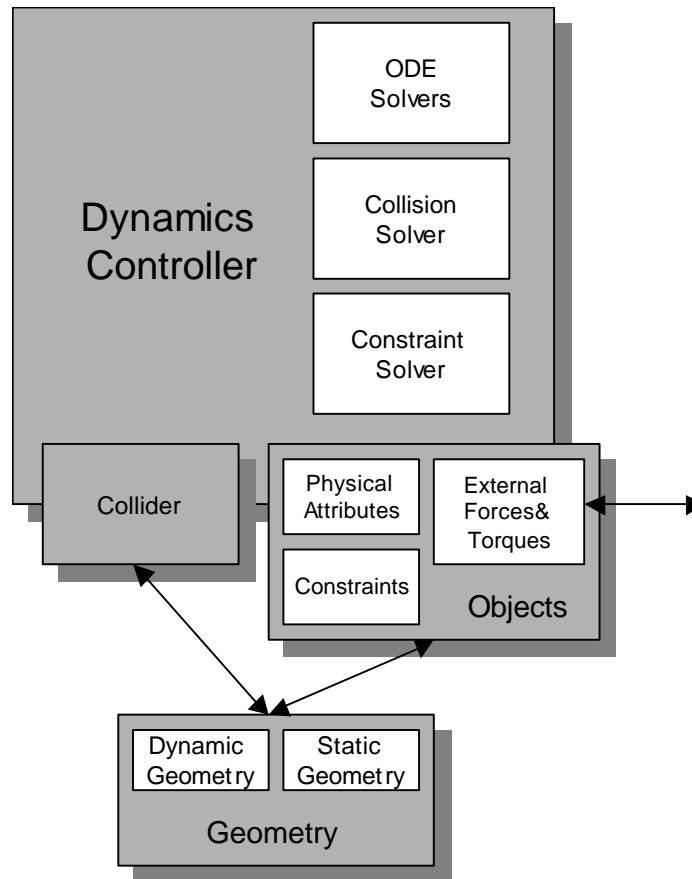 ODE
Solvers
Collision
Solver
Dynamics
Controller
Constraint
Solver
Collider
Physical
Attributes
External
Forces&
Torques
Constraints
Objects
Dynamic
Geometry
Static
Geometry
Geometry